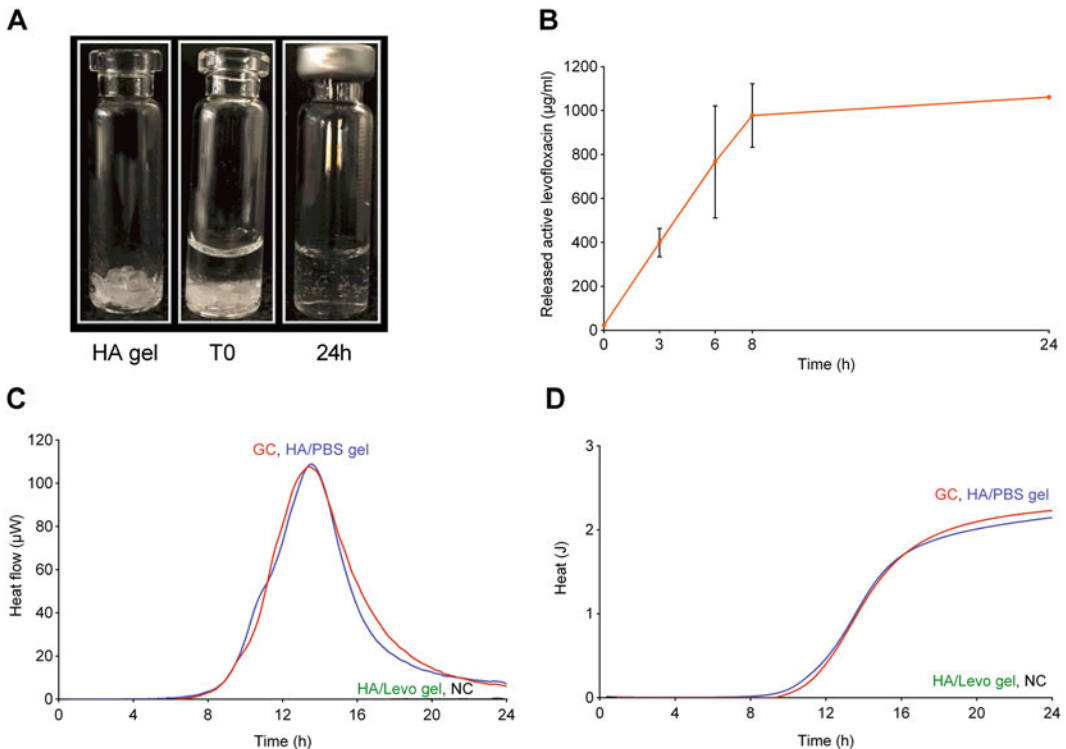 A
HA gel
T0
24h
B
Released active levofloxacin (µg/ml)
1200
1000
800
600
400
200
0
0 3 6 8 24
Time (h)
C
Heat flow (µW)
120
100
80
60
40
20
0
GC, HA/PBS gel
HA/Levo gel, NC
0 4 8 12 16 20 24
Time (h)
D
Heat (J)
3
2
1
0
GC, HA/PBS gel
HA/Levo gel, NC
0 4 8 12 16 20 24
Time (h)